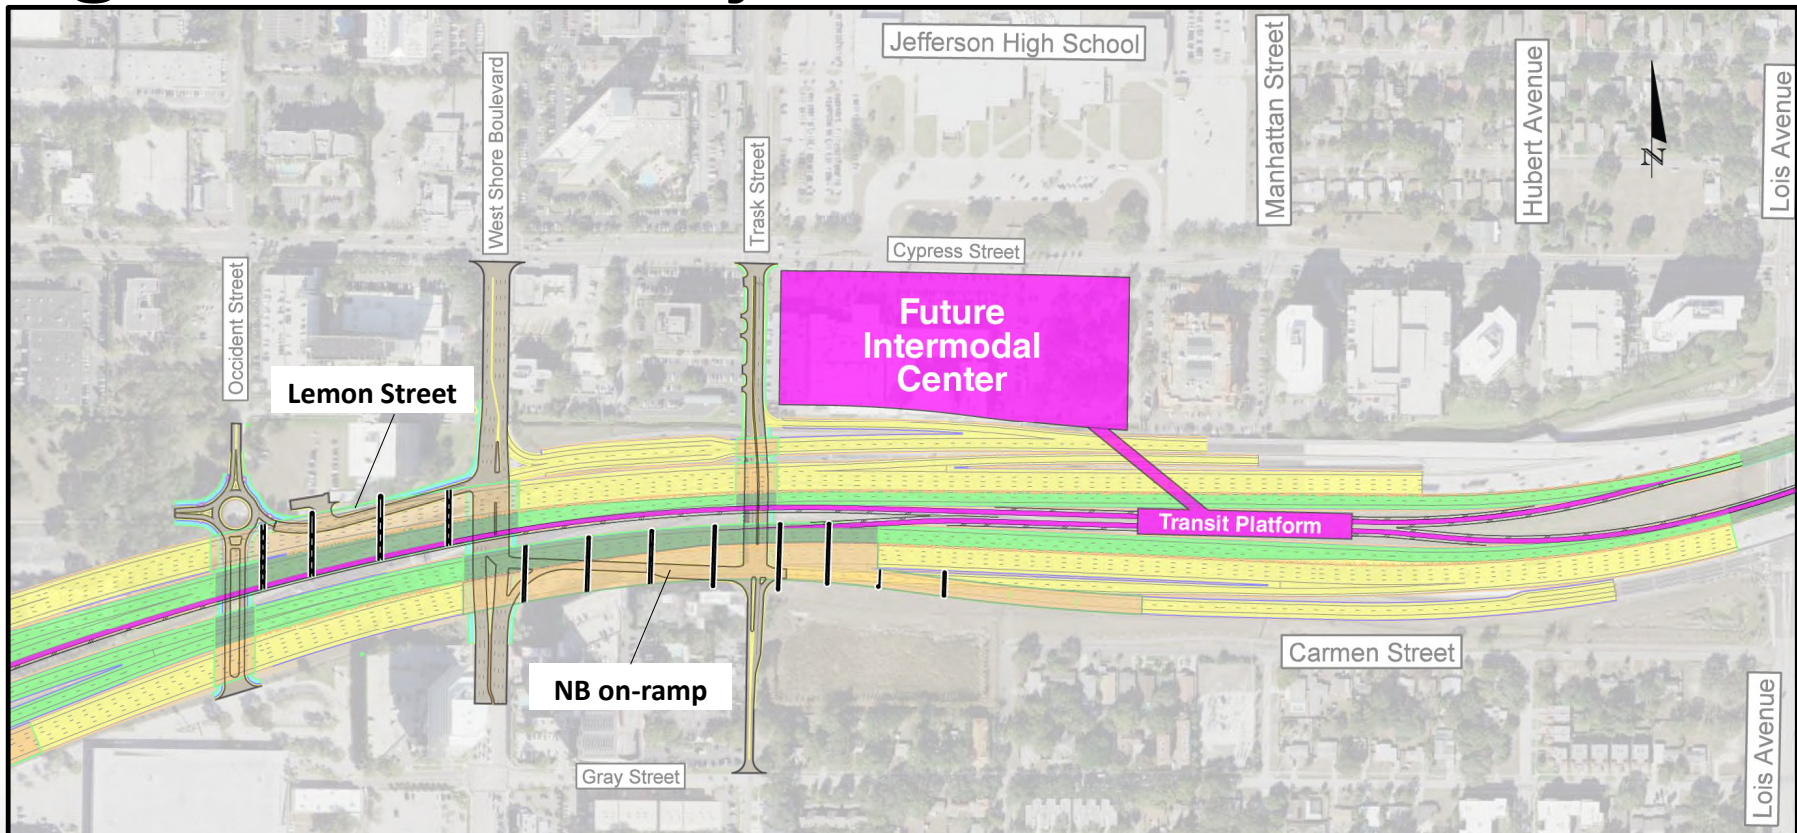 Jefferson High School
Manhattan Street
Hubert Avenue
Lois Avenue
West Shore Boulevard
Trask Street
Cypress Street
N
Occident Street
Future
Intermodal
Center
Lemon Street
Transit Platform
Carmen Street
NB on-ramp
Gray Street
Lois Avenue